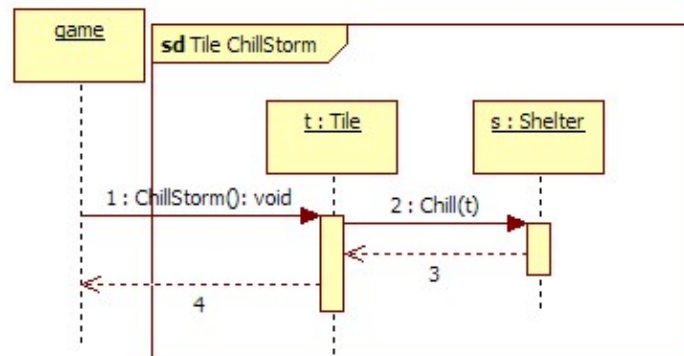 game
sd Tile ChillStorm
t : Tile
s : Shelter
1 : ChillStorm(): void
2 : Chill(t)
3
4